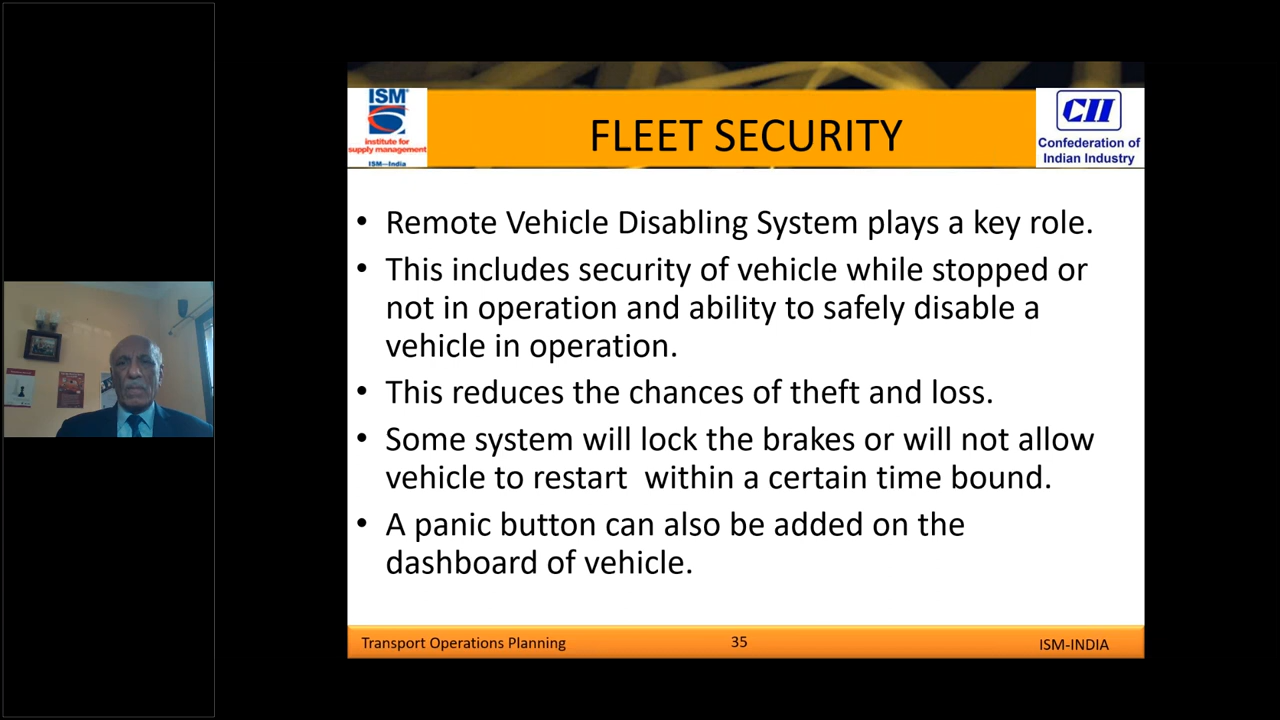 ISM
institute for
supply management
ISM—India
FLEET SECURITY
CII
Confederation of
Indian Industry
• Remote Vehicle Disabling System plays a key role.
• This includes security of vehicle while stopped or
not in operation and ability to safely disable a
vehicle in operation.
• This reduces the chances of theft and loss.
• Some system will lock the brakes or will not allow
vehicle to restart within a certain time bound.
• A panic button can also be added on the
dashboard of vehicle.
Transport Operations Planning
35
ISM-INDIA